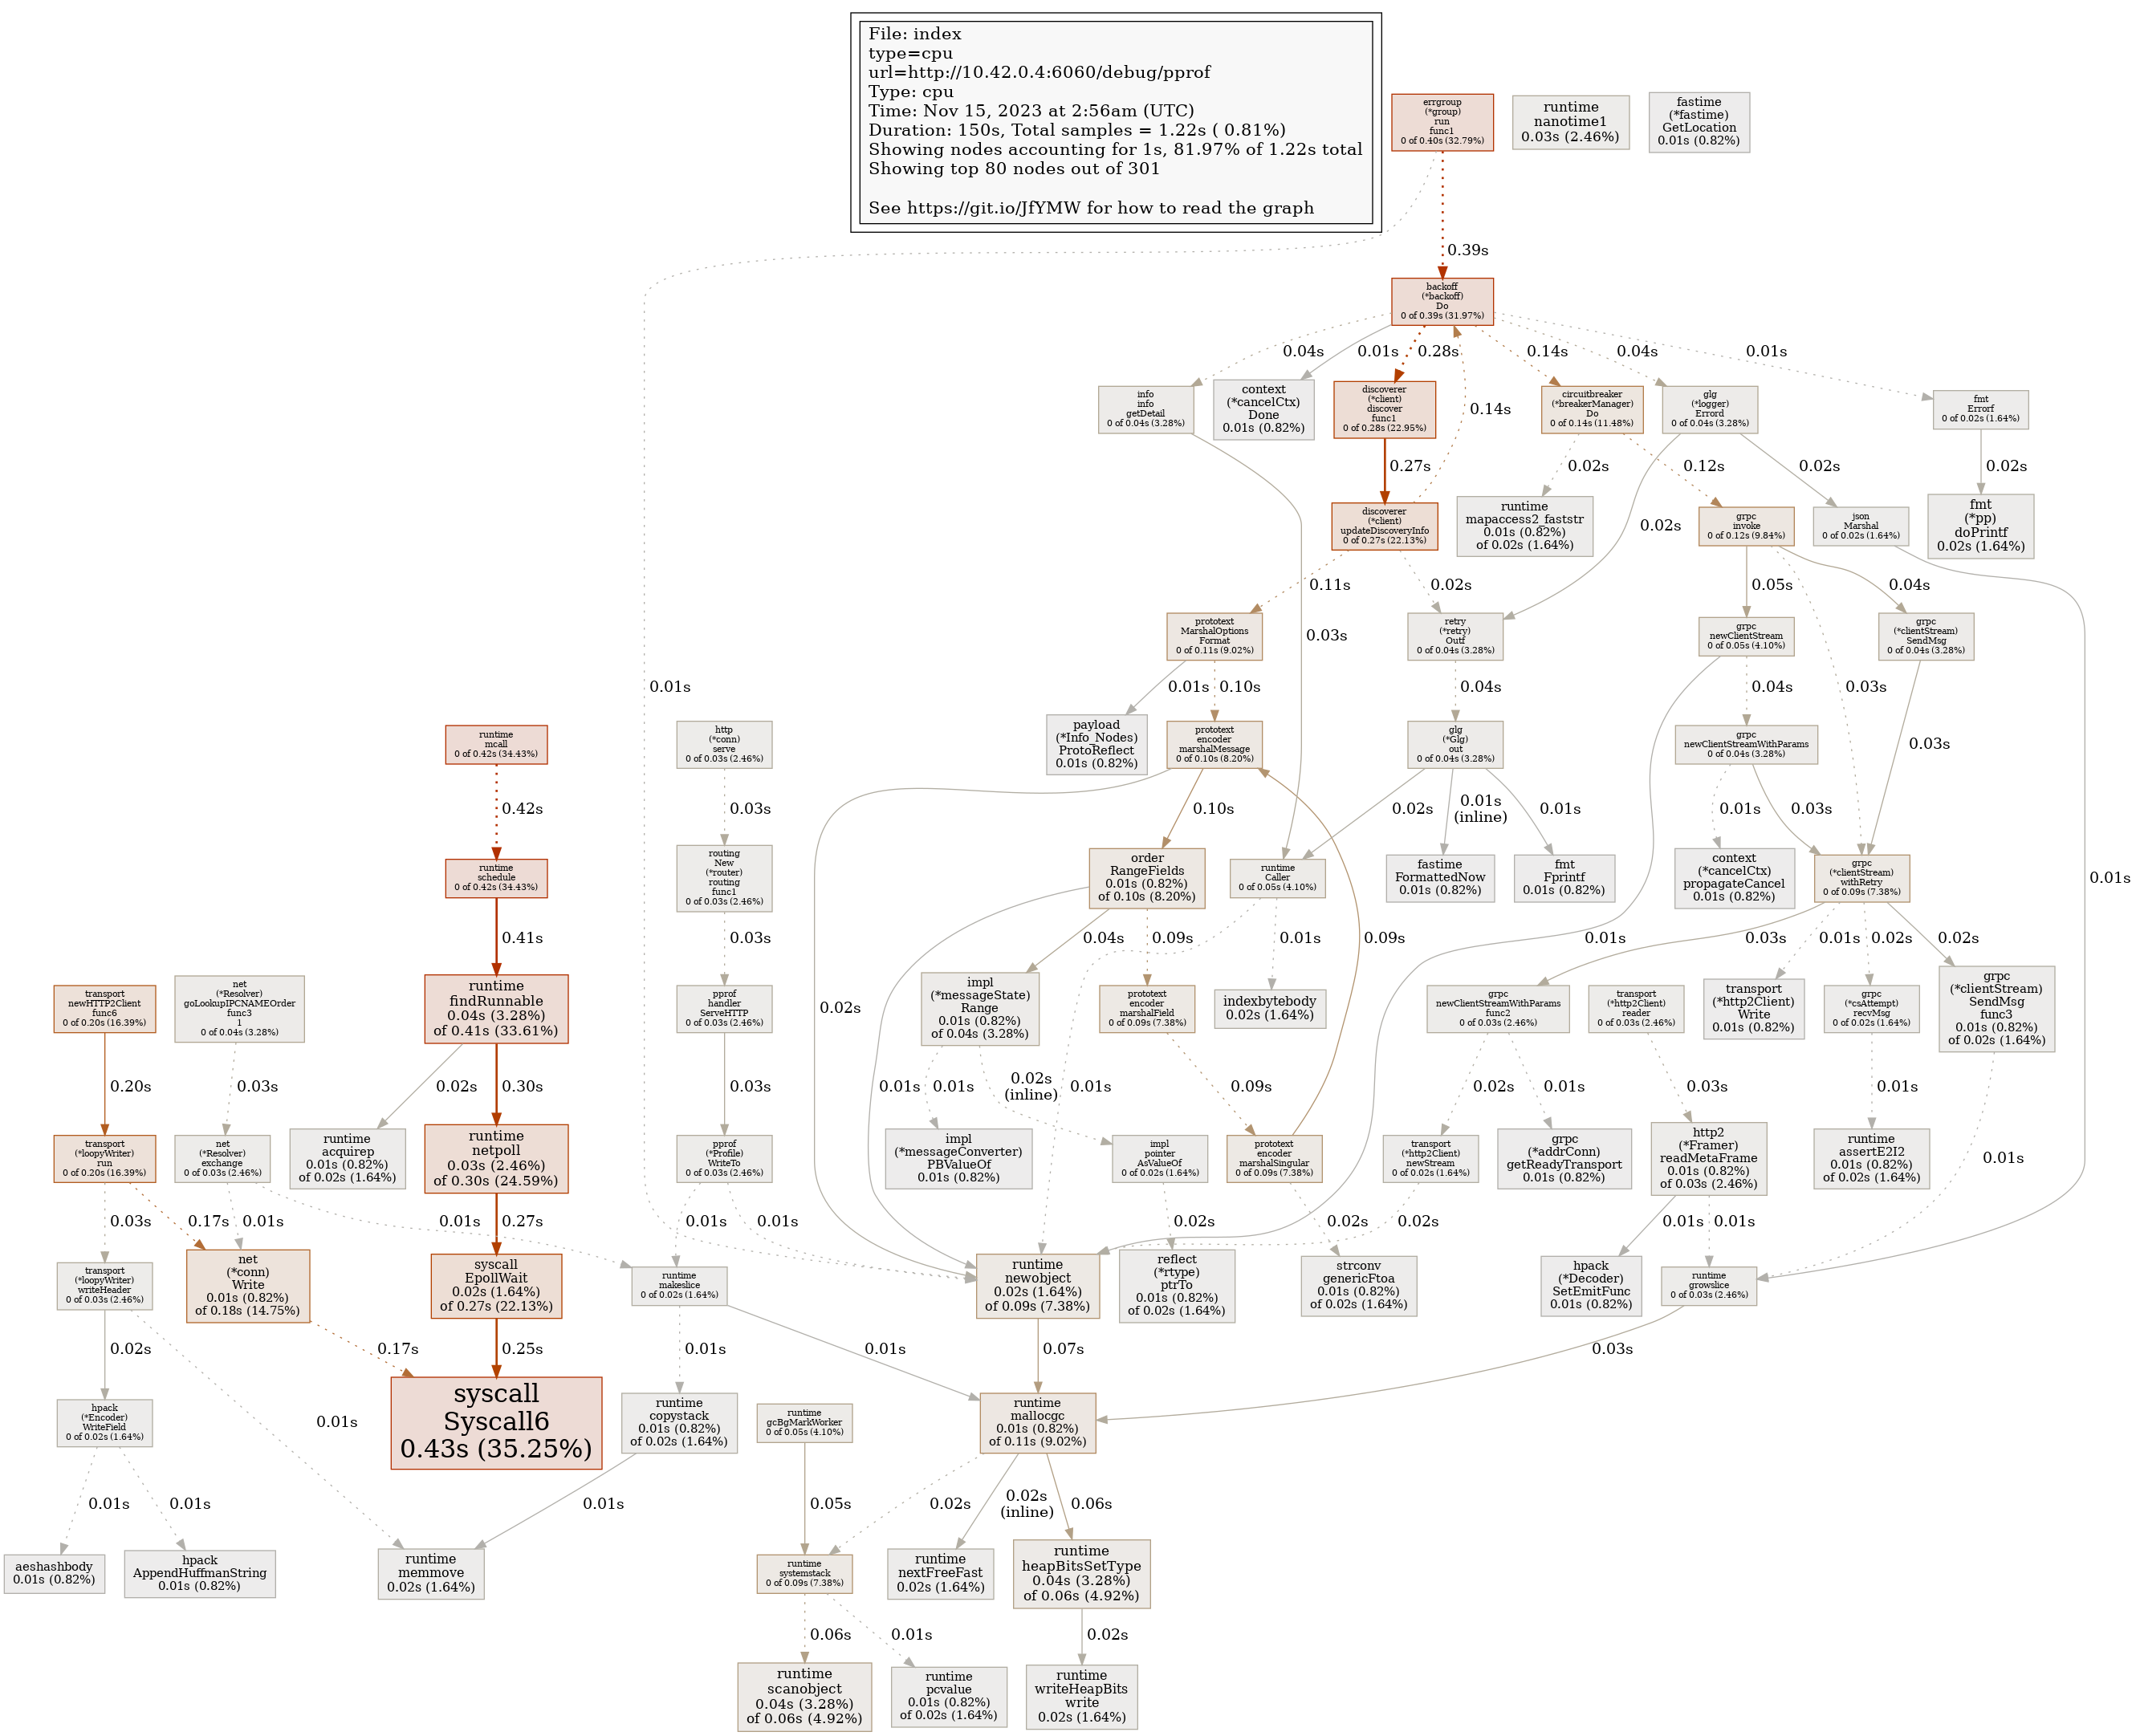 File: index
type=cpu
url=http://10.42.0.4:6060/debug/pprof
Type: cpu
Time: Nov 15, 2023 at 2:56am (UTC)
Duration: 150s, Total samples = 1.22s ( 0.81%)
Showing nodes accounting for 1s, 81.97% of 1.22s total
Showing top 80 nodes out of 301
See https://git.io/JfYMW for how to read the graph
errgroup
(*group)
run
func1
0 of 0.40s (32.79%)
runtime
nanotime1
0.03s (2.46%)
fastime
(*fastime)
GetLocation
0.01s (0.82%)
0.39s
backoff
(*backoff)
Do
0 of 0.39s (31.97%)
0.04s
0.01s
0.28s
0.14s
0.04s
0.01s
info
info
getDetail
0 of 0.04s (3.28%)
context
(*cancelCtx)
Done
0.01s (0.82%)
discoverer
(*client)
discover
func1
0 of 0.28s (22.95%)
0.14s
circuitbreaker
(*breakerManager)
Do
0 of 0.14s (11.48%)
glg
(*logger)
Errord
0 of 0.04s (3.28%)
fmt
Errorf
0 of 0.02s (1.64%)
0.27s
0.02s
0.12s
0.02s
0.02s
discoverer
(*client)
updateDiscoveryInfo
0 of 0.27s (22.13%)
runtime
mapaccess2_faststr
0.01s (0.82%)
of 0.02s (1.64%)
0.02s
grpc
invoke
0 of 0.12s (9.84%)
json
Marshal
0 of 0.02s (1.64%)
fmt
(*pp)
doPrintf
0.02s (1.64%)
0.11s
0.02s
0.05s
0.04s
0.01s
0.03s
prototext
MarshalOptions
Format
0 of 0.11s (9.02%)
retry
(*retry)
Outf
0 of 0.04s (3.28%)
grpc
newClientStream
0 of 0.05s (4.10%)
grpc
(*clientStream)
SendMsg
0 of 0.04s (3.28%)
0.01s
0.01s
0.10s
0.04s
0.04s
0.03s
runtime
mcall
0 of 0.42s (34.43%)
http
(*conn)
serve
0 of 0.03s (2.46%)
payload
(*Info_Nodes)
ProtoReflect
0.01s (0.82%)
prototext
encoder
marshalMessage
0 of 0.10s (8.20%)
glg
(*Glg)
out
0 of 0.04s (3.28%)
grpc
newClientStreamWithParams
0 of 0.04s (3.28%)
0.03s
0.42s
0.03s
0.10s
0.02s
0.01s
(inline)
0.01s
0.01s
0.03s
runtime
schedule
0 of 0.42s (34.43%)
routing
New
(*router)
routing
func1
0 of 0.03s (2.46%)
order
RangeFields
0.01s (0.82%)
of 0.10s (8.20%)
runtime
Caller
0 of 0.05s (4.10%)
fastime
FormattedNow
0.01s (0.82%)
fmt
Fprintf
0.01s (0.82%)
context
(*cancelCtx)
propagateCancel
0.01s (0.82%)
grpc
(*clientStream)
withRetry
0 of 0.09s (7.38%)
0.41s
0.03s
0.04s
0.09s
0.01s
0.09s
0.01s
0.03s
0.01s
0.02s
0.02s
transport
newHTTP2Client
func6
0 of 0.20s (16.39%)
net
(*Resolver)
goLookupIPCNAMEOrder
func3
1
0 of 0.04s (3.28%)
runtime
findRunnable
0.04s (3.28%)
of 0.41s (33.61%)
pprof
handler
ServeHTTP
0 of 0.03s (2.46%)
0.02s
impl
(*messageState)
Range
0.01s (0.82%)
of 0.04s (3.28%)
prototext
encoder
marshalField
0 of 0.09s (7.38%)
indexbytebody
0.02s (1.64%)
grpc
newClientStreamWithParams
func2
0 of 0.03s (2.46%)
transport
(*http2Client)
reader
0 of 0.03s (2.46%)
transport
(*http2Client)
Write
0.01s (0.82%)
grpc
(*csAttempt)
recvMsg
0 of 0.02s (1.64%)
grpc
(*clientStream)
SendMsg
func3
0.01s (0.82%)
of 0.02s (1.64%)
0.20s
0.03s
0.02s
0.30s
0.03s
0.01s
0.01s
0.02s
(inline)
0.01s
0.09s
0.02s
0.01s
0.03s
0.01s
transport
(*loopyWriter)
run
0 of 0.20s (16.39%)
net
(*Resolver)
exchange
0 of 0.03s (2.46%)
runtime
acquirep
0.01s (0.82%)
of 0.02s (1.64%)
runtime
netpoll
0.03s (2.46%)
of 0.30s (24.59%)
pprof
(*Profile)
WriteTo
0 of 0.03s (2.46%)
impl
(*messageConverter)
PBValueOf
0.01s (0.82%)
impl
pointer
AsValueOf
0 of 0.02s (1.64%)
prototext
encoder
marshalSingular
0 of 0.09s (7.38%)
transport
(*http2Client)
newStream
0 of 0.02s (1.64%)
grpc
(*addrConn)
getReadyTransport
0.01s (0.82%)
http2
(*Framer)
readMetaFrame
0.01s (0.82%)
of 0.03s (2.46%)
runtime
assertE2I2
0.01s (0.82%)
of 0.02s (1.64%)
0.01s
0.03s
0.17s
0.01s
0.01s
0.27s
0.01s
0.01s
0.02s
0.02s
0.02s
0.01s
0.01s
transport
(*loopyWriter)
writeHeader
0 of 0.03s (2.46%)
net
(*conn)
Write
0.01s (0.82%)
of 0.18s (14.75%)
syscall
EpollWait
0.02s (1.64%)
of 0.27s (22.13%)
runtime
makeslice
0 of 0.02s (1.64%)
runtime
newobject
0.02s (1.64%)
of 0.09s (7.38%)
reflect
(*rtype)
ptrTo
0.01s (0.82%)
of 0.02s (1.64%)
strconv
genericFtoa
0.01s (0.82%)
of 0.02s (1.64%)
hpack
(*Decoder)
SetEmitFunc
0.01s (0.82%)
runtime
growslice
0 of 0.03s (2.46%)
0.02s
0.17s
0.25s
0.01s
0.01s
0.07s
0.03s
hpack
(*Encoder)
WriteField
0 of 0.02s (1.64%)
0.01s
syscall
Syscall6
0.43s (35.25%)
runtime
copystack
0.01s (0.82%)
of 0.02s (1.64%)
runtime
gcBgMarkWorker
0 of 0.05s (4.10%)
runtime
mallocgc
0.01s (0.82%)
of 0.11s (9.02%)
0.01s
0.01s
0.01s
0.05s
0.02s
0.02s
(inline)
0.06s
aeshashbody
0.01s (0.82%)
hpack
AppendHuffmanString
0.01s (0.82%)
runtime
memmove
0.02s (1.64%)
runtime
systemstack
0 of 0.09s (7.38%)
runtime
nextFreeFast
0.02s (1.64%)
runtime
heapBitsSetType
0.04s (3.28%)
of 0.06s (4.92%)
0.06s
0.01s
0.02s
runtime
scanobject
0.04s (3.28%)
of 0.06s (4.92%)
runtime
pcvalue
0.01s (0.82%)
of 0.02s (1.64%)
runtime
writeHeapBits
write
0.02s (1.64%)